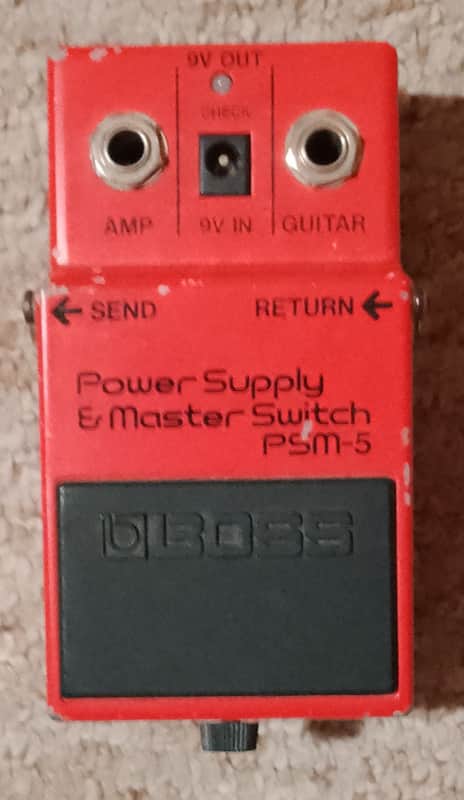 9V OUT
CHECK
AMP 9V IN GUITAR
← SEND RETURN ←
Power Supply
& Master Switch
PSM-5
BOSS